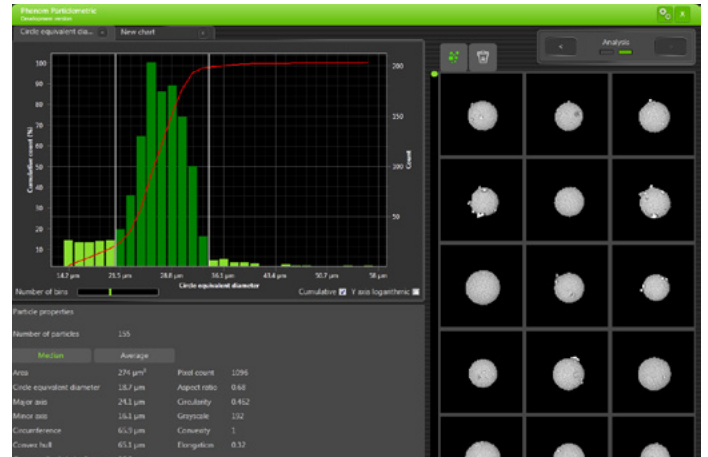 Phenom Particlemetric
Development version
x
Circle equivalent dia...
New chart
Analysis
<
100
90
80
70
60
50
40
30
20
10
Cumulative count (%)
200
150
100
50
Count
14.2 µm
21.5 µm
28.8 µm
36.1 µm
43.4 µm
50.7 µm
58 µm
Circle equivalent diameter
Number of bins
Cumulative
Y axis logarithmic
Particle properties
Number of particles 155
Median Average
Area 274 µm² Pixel count 1096
Circle equivalent diameter 18.7 µm Aspect ratio 0.68
Major axis 24.1 µm Circularity 0.462
Minor axis 16.1 µm Grayscale 192
Circumference 65.9 µm Convexity 1
Convex hull 65.1 µm Elongation 0.32